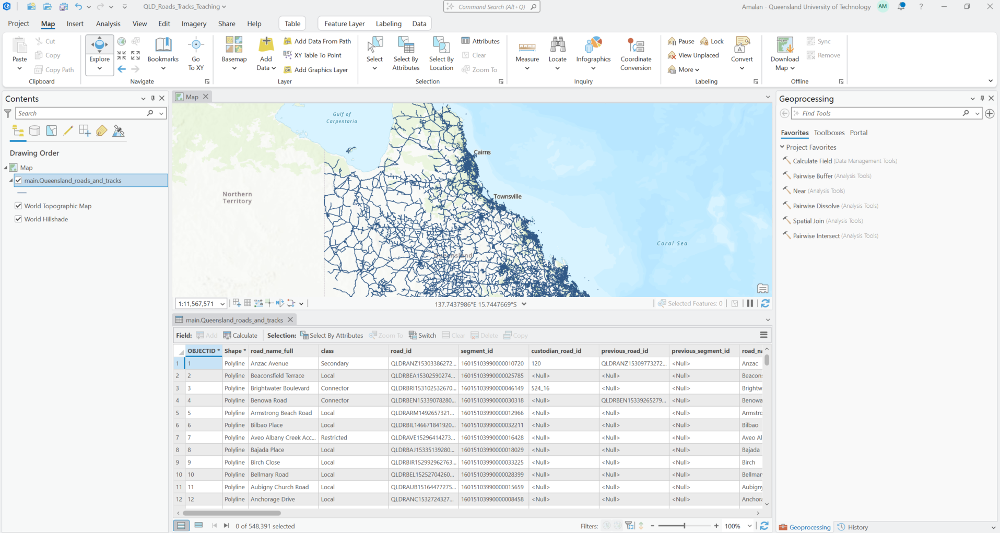 QLD_Roads_Tracks_Teaching
Command Search (Alt+Q)
Amalan - Queensland University of Technology
AM
?
Project Map Insert Analysis View Edit Imagery Share Help Table Feature Layer Labeling Data
Paste
Cut
Copy
Copy Path
Clipboard
Explore
Bookmarks
Go To XY
Navigate
Basemap
Add Data
Add Data From Path
XY Table To Point
Add Graphics Layer
Layer
Select
Select By Attributes
Select By Location
Attributes
Clear
Zoom To
Selection
Measure
Locate
Infographics
Coordinate Conversion
Inquiry
Pause
Lock
View Unplaced
More
Convert
Labeling
Download Map
Sync
Remove
Offline
Contents
Search
Drawing Order
Map
main.Queensland_roads_and_tracks
World Topographic Map
World Hillshade
Map
Gulf of
Carpentaria
Cairns
Townsville
Northern
Territory
Queensland
Coral Sea
1:11,567,571
137.7437986°E 15.7447669°S
Selected Features: 0
main.Queensland_roads_and_tracks
Field: Add Calculate Selection: Select By Attributes Zoom To Switch Clear Delete Copy
OBJECTID * Shape * road_name_full class road_id segment_id custodian_road_id previous_road_id previous_segment_id road_na
1 1 Polyline Anzac Avenue Secondary QLDRANZ15303386272... 16015103990000010720 120 QLDRANZ15309773272... <Null> Anzac
2 2 Polyline Beaconsfield Terrace Local QLDRBEA15302590274... 16015103990000025785 <Null> <Null> <Null> Beacons
3 3 Polyline Brightwater Boulevard Connector QLDRBRI153102532670... 16015103990000046149 524_16 <Null> <Null> Brightw
4 4 Polyline Benowa Road Connector QLDRBEN15339078280... 16015103990000030318 <Null> QLDRBEN15339265279... <Null> Benowa
5 5 Polyline Armstrong Beach Road Local QLDRARM1492657321... 16015103990000012966 <Null> <Null> <Null> Armstrc
6 6 Polyline Bilbao Place Local QLDRBIL146671841920... 16015103990000032211 <Null> <Null> <Null> Bilbao
7 7 Polyline Aveo Albany Creek Acc... Restricted QLDRAVE15296414273... 16015103990000016428 <Null> <Null> <Null> Aveo Al
8 8 Polyline Bajada Place Local QLDRBAJ15335139280... 16015103990000018029 <Null> <Null> <Null> Bajada
9 9 Polyline Birch Close Local QLDRBIR152992962763... 16015103990000033225 <Null> <Null> <Null> Birch
10 10 Polyline Bellmary Road Local QLDRBEL15252704260... 16015103990000028399 <Null> <Null> <Null> Bellmar
11 11 Polyline Aubigny Church Road Local QLDRAUB15164477275... 16015103990000015659 <Null> <Null> <Null> Aubigny
12 12 Polyline Anchorage Drive Local QLDRANC1532724327... 16015103990000008458 <Null> <Null> <Null> Anchora
0 of 548,391 selected
Filters:
100%
Geoprocessing
Find Tools
Favorites Toolboxes Portal
Project Favorites
Calculate Field (Data Management Tools)
Pairwise Buffer (Analysis Tools)
Near (Analysis Tools)
Pairwise Dissolve (Analysis Tools)
Spatial Join (Analysis Tools)
Pairwise Intersect (Analysis Tools)
Geoprocessing History